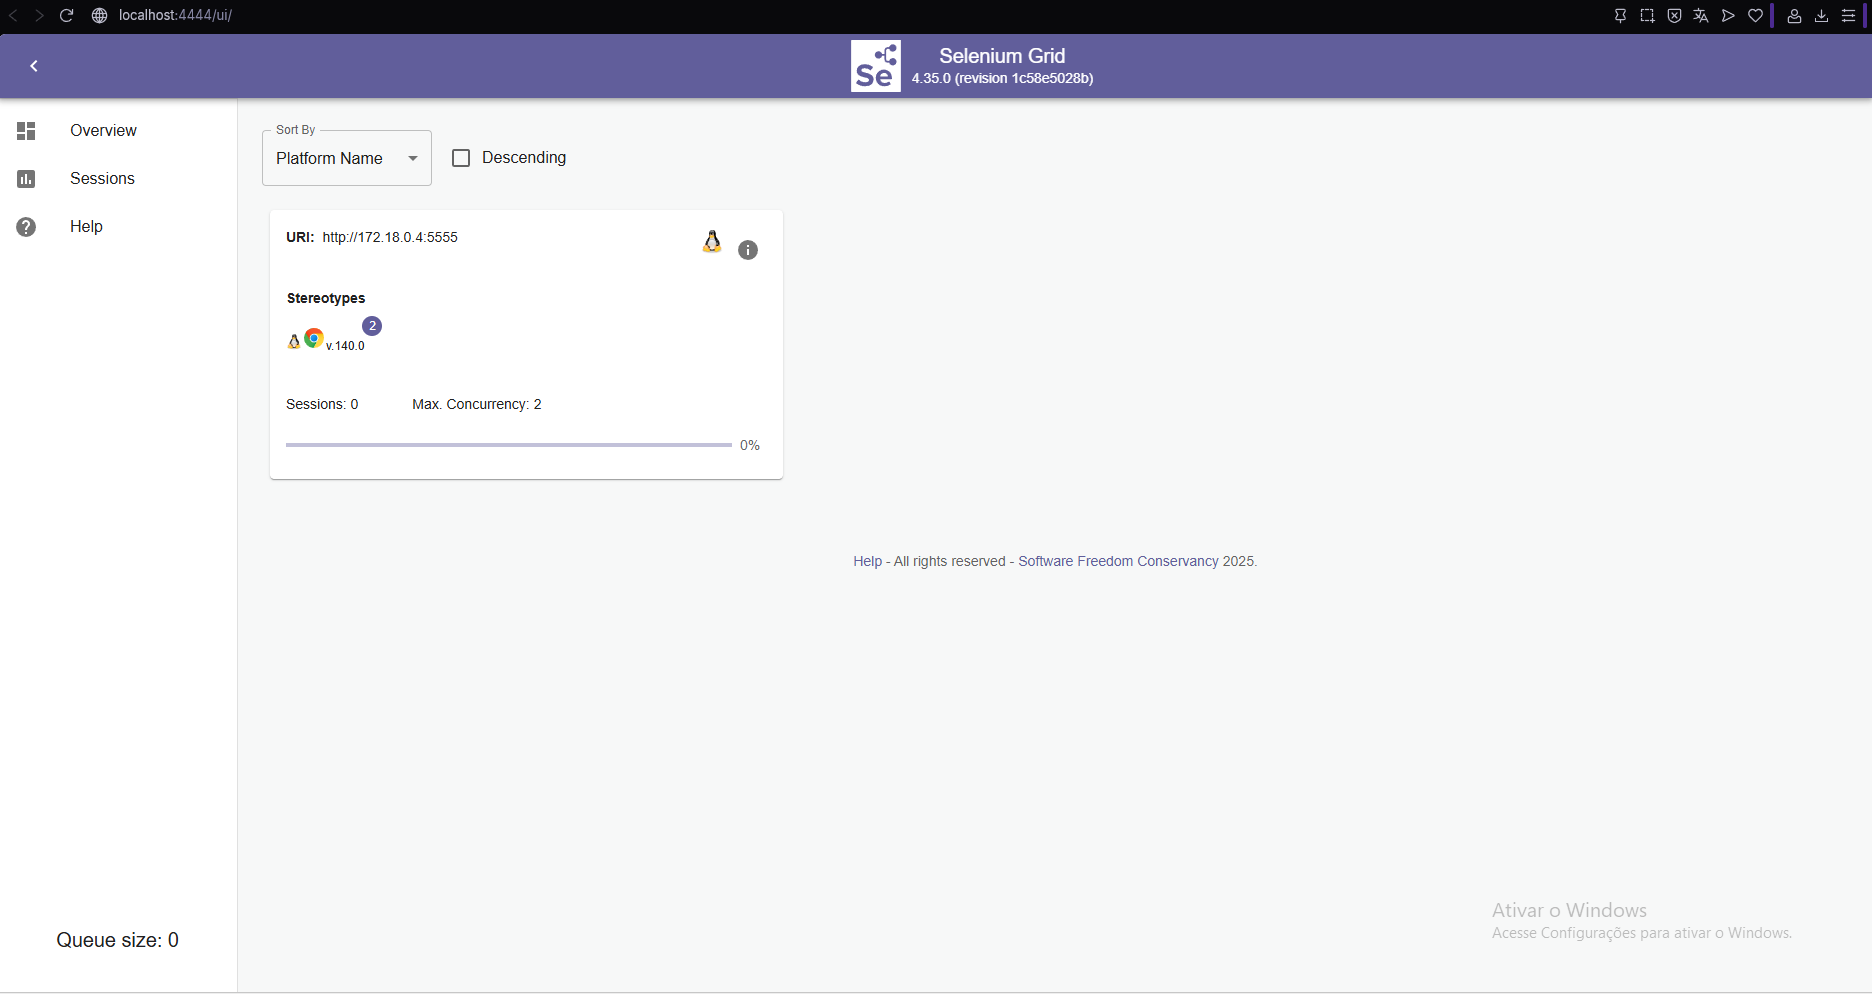 localhost:4444/ui/
Se
Selenium Grid
4.35.0 (revision 1c58e5028b)
Overview
Sessions
Help
Sort By
Platform Name
Descending
URI: http://172.18.0.4:5555
Stereotypes
2
v.140.0
Sessions: 0
Max. Concurrency: 2
0%
Help - All rights reserved - Software Freedom Conservancy 2025.
Queue size: 0
Ativar o Windows
Acesse Configurações para ativar o Windows.